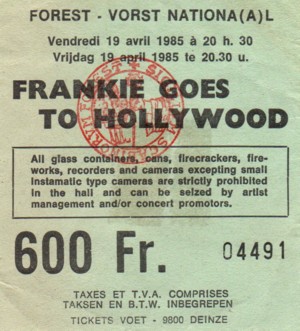 FOREST - VORST NATIONA(A)L
Vendredi 19 avril 1985 à 20 h. 30
Vrijdag 19 april 1985 te 20.30 u.
FRANKIE GOES
TO HOLLYWOOD
All glass containers, cans, firecrackers, fire-
works, recorders and cameras excepting small
instamatic type cameras are strictly prohibited
in the hall and can be seized by artist
management and/or concert promotors.
600 Fr.
04491
TAXES ET T.V.A. COMPRISES
TAKSEN EN B.T.W. INBEGREPEN
TICKETS VOET - 9800 DEINZE